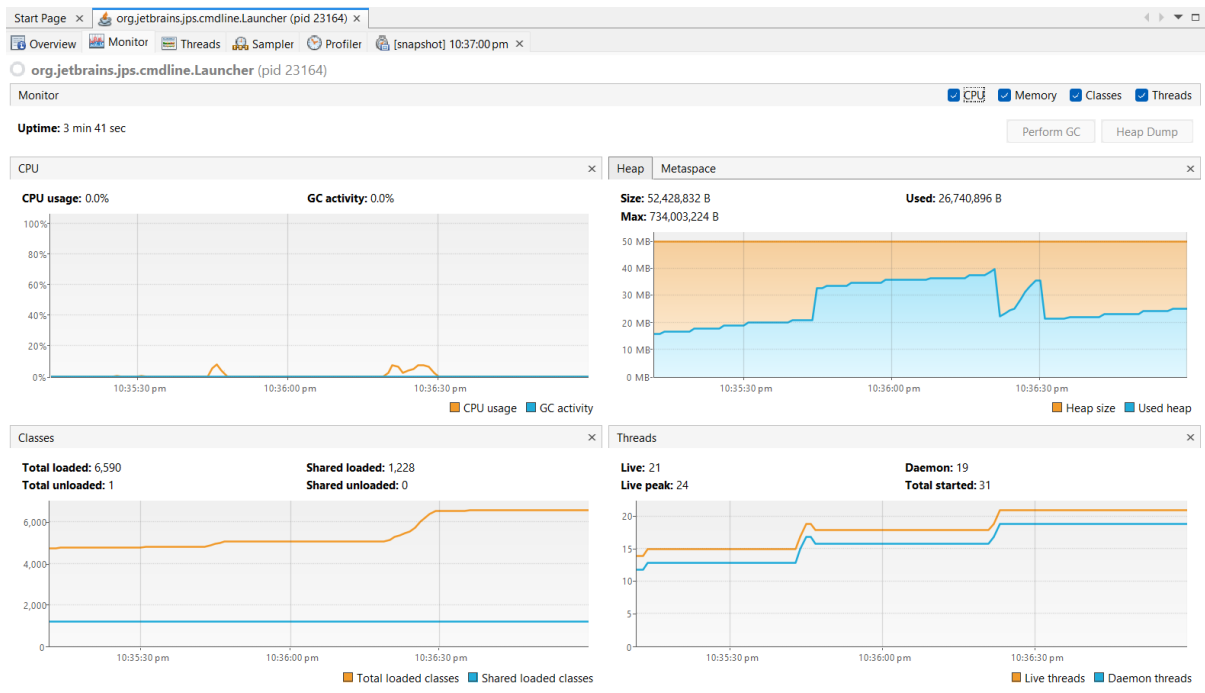 Start Page × org.jetbrains.jps.cmdline.Launcher (pid 23164) ×
Overview Monitor Threads Sampler Profiler [snapshot] 10:37:00 pm ×
org.jetbrains.jps.cmdline.Launcher (pid 23164)
Monitor CPU Memory Classes Threads
Uptime: 3 min 41 sec
Perform GC Heap Dump
CPU ×
CPU usage: 0.0% GC activity: 0.0%
100%
80%
60%
40%
20%
0%
10:35:30 pm 10:36:00 pm 10:36:30 pm
CPU usage GC activity
Heap Metaspace ×
Size: 52,428,832 B Used: 26,740,896 B
Max: 734,003,224 B
50 MB
40 MB
30 MB
20 MB
10 MB
0 MB
10:35:30 pm 10:36:00 pm 10:36:30 pm
Heap size Used heap
Classes ×
Total loaded: 6,590 Shared loaded: 1,228
Total unloaded: 1 Shared unloaded: 0
6,000
4,000
2,000
0
10:35:30 pm 10:36:00 pm 10:36:30 pm
Total loaded classes Shared loaded classes
Threads ×
Live: 21 Daemon: 19
Live peak: 24 Total started: 31
20
15
10
5
0
10:35:30 pm 10:36:00 pm 10:36:30 pm
Live threads Daemon threads